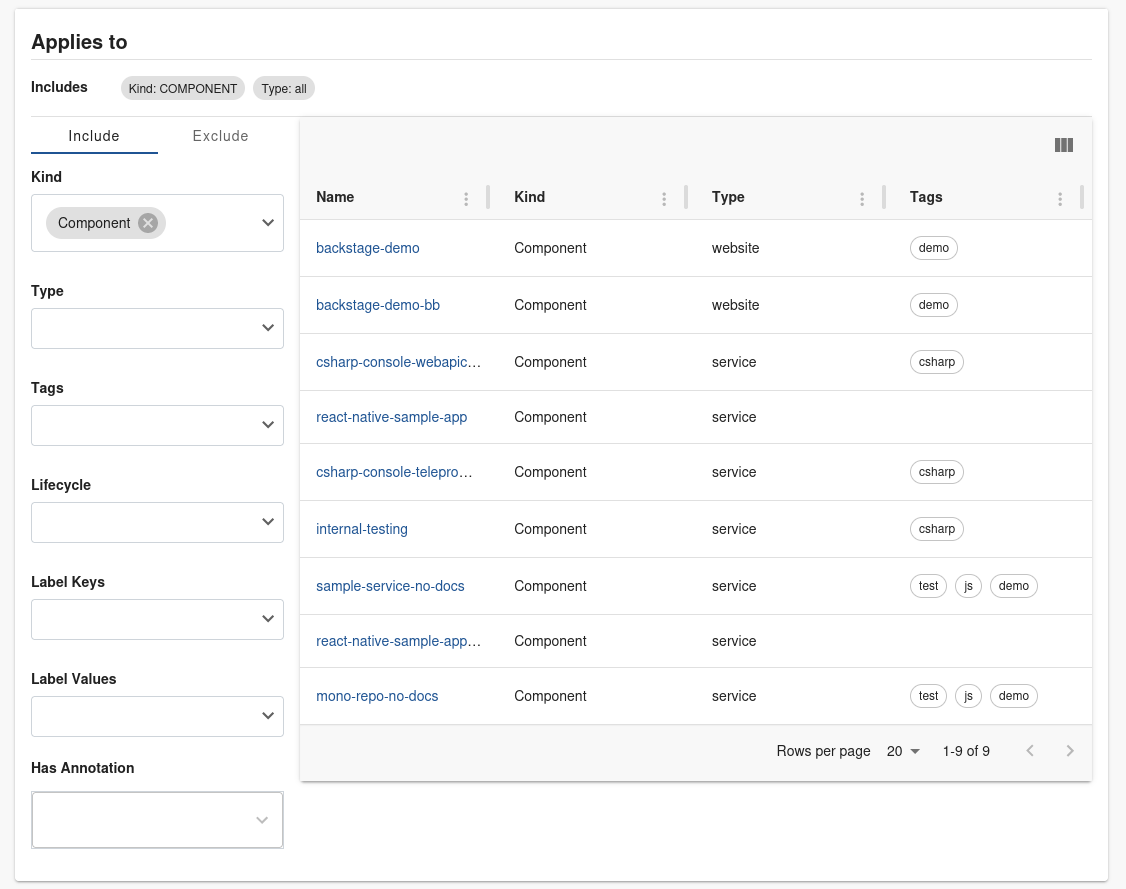 Applies to
Includes Kind: COMPONENT Type: all
Include Exclude
Kind
Component
Type
Tags
Lifecycle
Label Keys
Label Values
Has Annotation
Name Kind Type Tags
backstage-demo Component website demo
backstage-demo-bb Component website demo
csharp-console-webapic... Component service csharp
react-native-sample-app Component service
csharp-console-telepro... Component service csharp
internal-testing Component service csharp
sample-service-no-docs Component service test js demo
react-native-sample-app... Component service
mono-repo-no-docs Component service test js demo
Rows per page 20 1-9 of 9